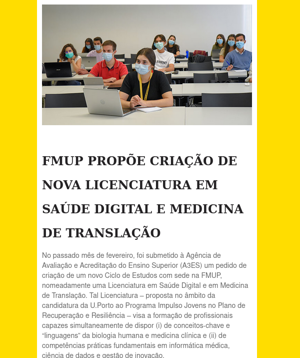 FMUP PROPÕE CRIAÇÃO DE
NOVA LICENCIATURA EM
SAÚDE DIGITAL E MEDICINA
DE TRANSLAÇÃO
No passado mês de fevereiro, foi submetido à Agência de
Avaliação e Acreditação do Ensino Superior (A3ES) um pedido de
criação de um novo Ciclo de Estudos com sede na FMUP,
nomeadamente uma Licenciatura em Saúde Digital e em Medicina
de Translação. Tal Licenciatura – proposta no âmbito da
candidatura da U.Porto ao Programa Impulso Jovens no Plano de
Recuperação e Resiliência – visa a formação de profissionais
capazes simultaneamente de dispor (i) de conceitos-chave e
“linguagens” da biologia humana e medicina clínica e (ii) de
competências práticas fundamentais em informática médica,
ciência de dados e gestão de inovação.